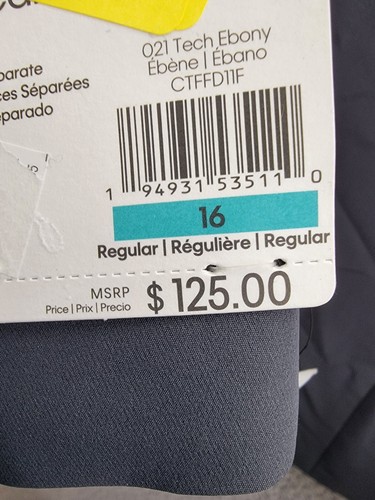 021 Tech Ebony
Ébène | Ébano
CTFFD11F
parate
ces Séparées
eparado
1 94931 53511 0
16
Regular | Régulière | Regular
MSRP
Price | Prix | Precio
$125.00